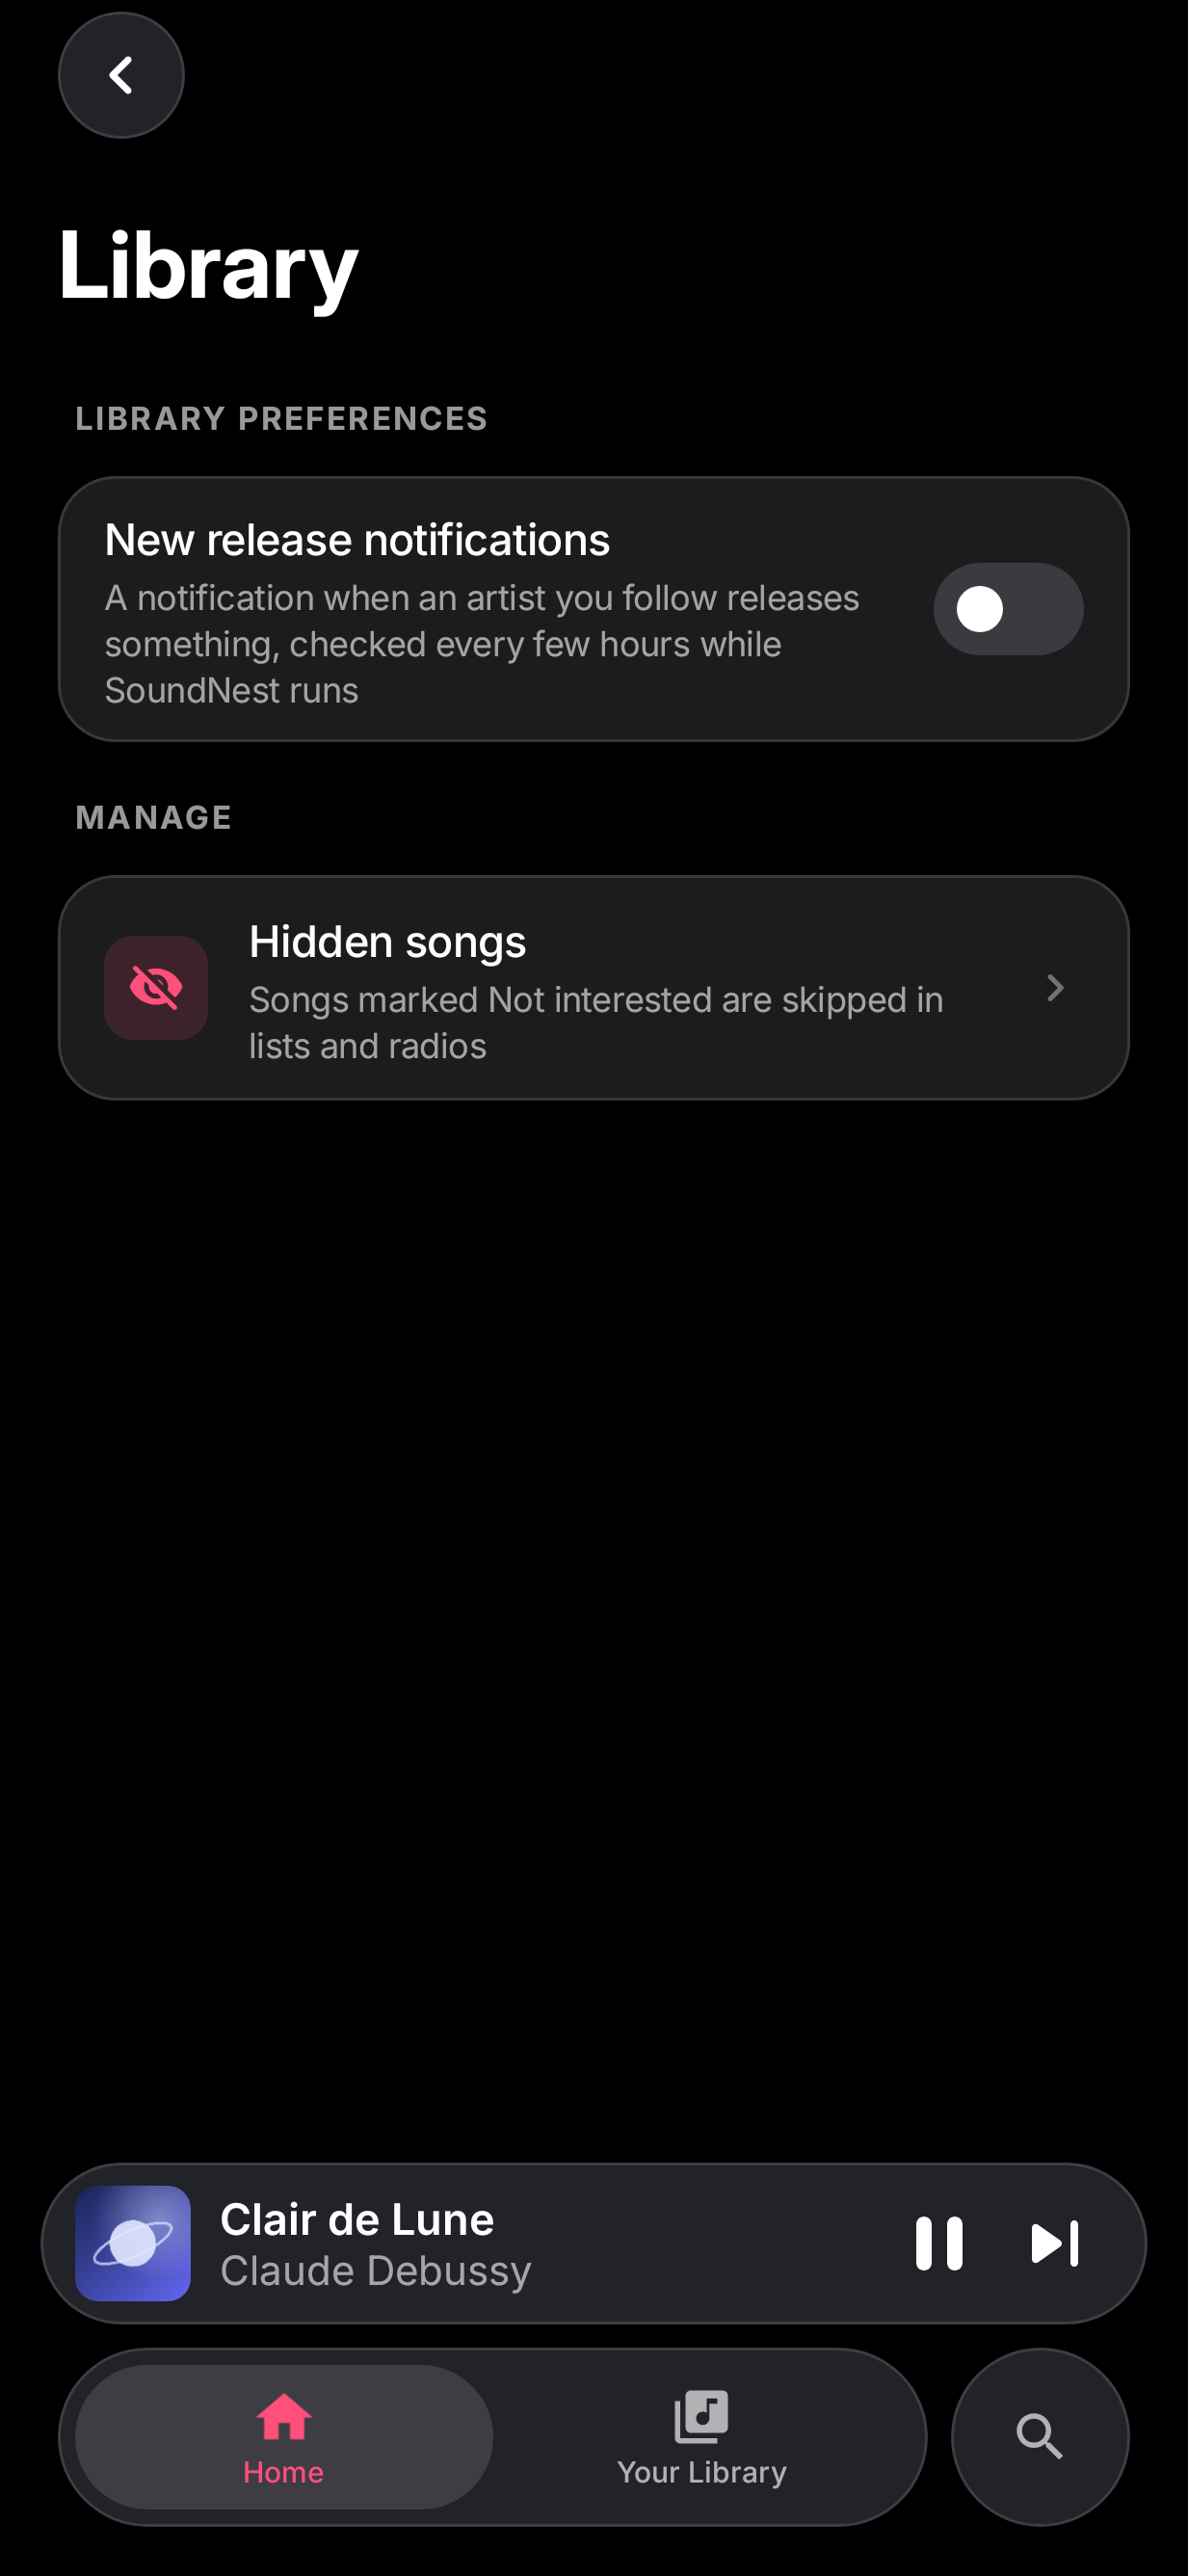 Library
LIBRARY PREFERENCES
New release notifications
A notification when an artist you follow releases
something, checked every few hours while
SoundNest runs
MANAGE
Hidden songs
Songs marked Not interested are skipped in
lists and radios
Clair de Lune
Claude Debussy
Home
Your Library